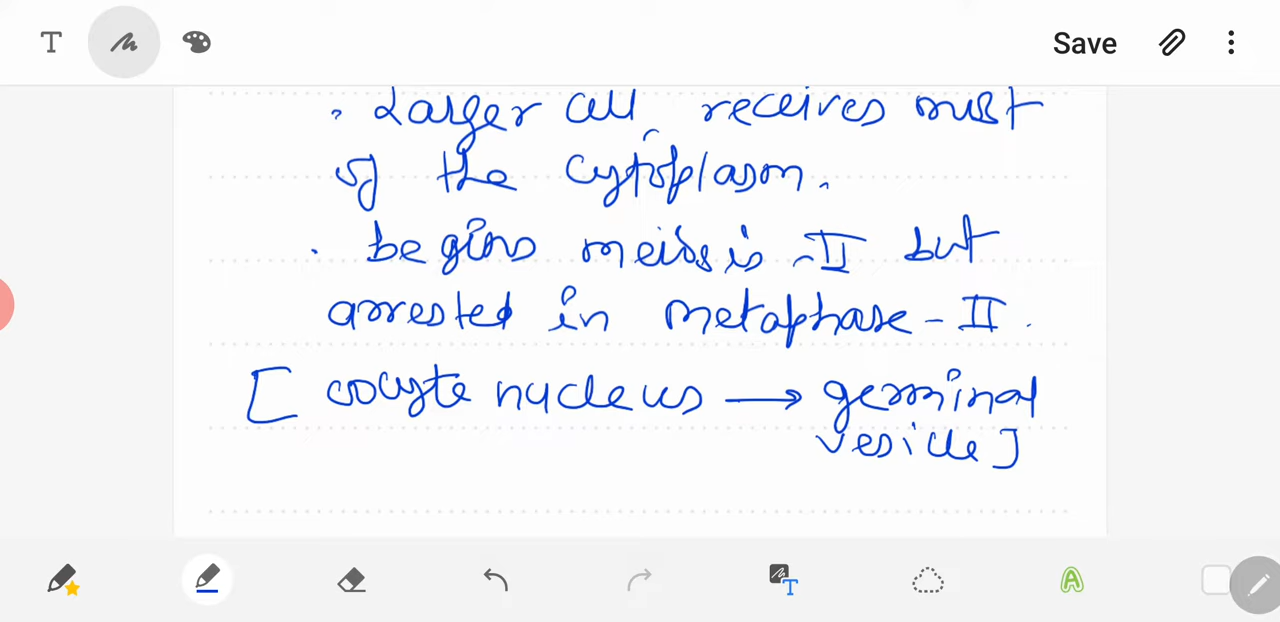 T Save
. Larger cell receives most
of the cytoplasm.
. begins meiosis -II but
arrested in metaphase - II.
[ oocyte nucleus → germinal
vesicle ]
T A